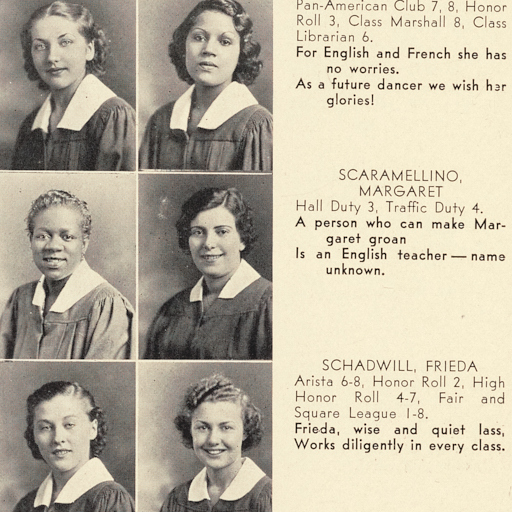 Pan-American Club 7, 8, Honor
Roll 3, Class Marshall 8, Class
Librarian 6.
For English and French she has
no worries.
As a future dancer we wish her
glories!
SCARAMELLINO,
MARGARET
Hall Duty 3, Traffic Duty 4.
A person who can make Mar-
garet groan
Is an English teacher — name
unknown.
SCHADWILL, FRIEDA
Arista 6-8, Honor Roll 2, High
Honor Roll 4-7, Fair and
Square League 1-8.
Frieda, wise and quiet lass,
Works diligently in every class.